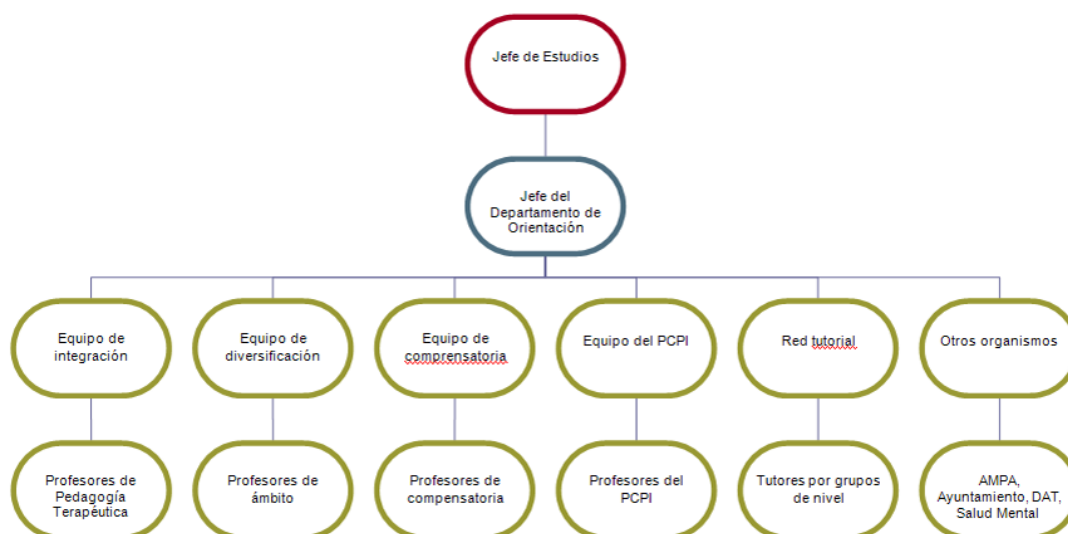 Jefe de Estudios
Jefe del
Departamento de
Orientación
Equipo de
integración
Equipo de
diversificación
Equipo de
comprensatoria
Equipo del PCPI
Red tutorial
Otros organismos
Profesores de
Pedagogía
Terapéutica
Profesores de
ámbito
Profesores de
compensatoria
Profesores del
PCPI
Tutores por grupos
de nivel
AMPA,
Ayuntamiento, DAT,
Salud Mental